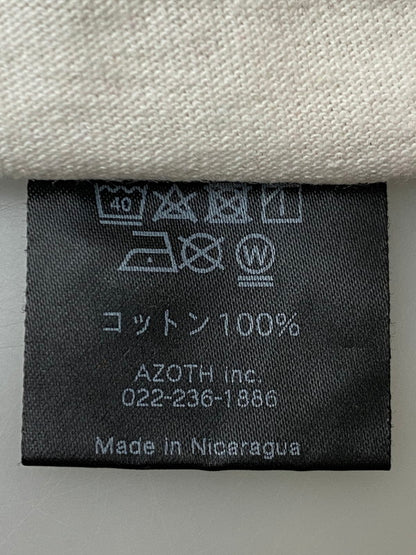 40
W
コットン100%
AZOTH inc.
022-236-1886
Made in Nicaragua